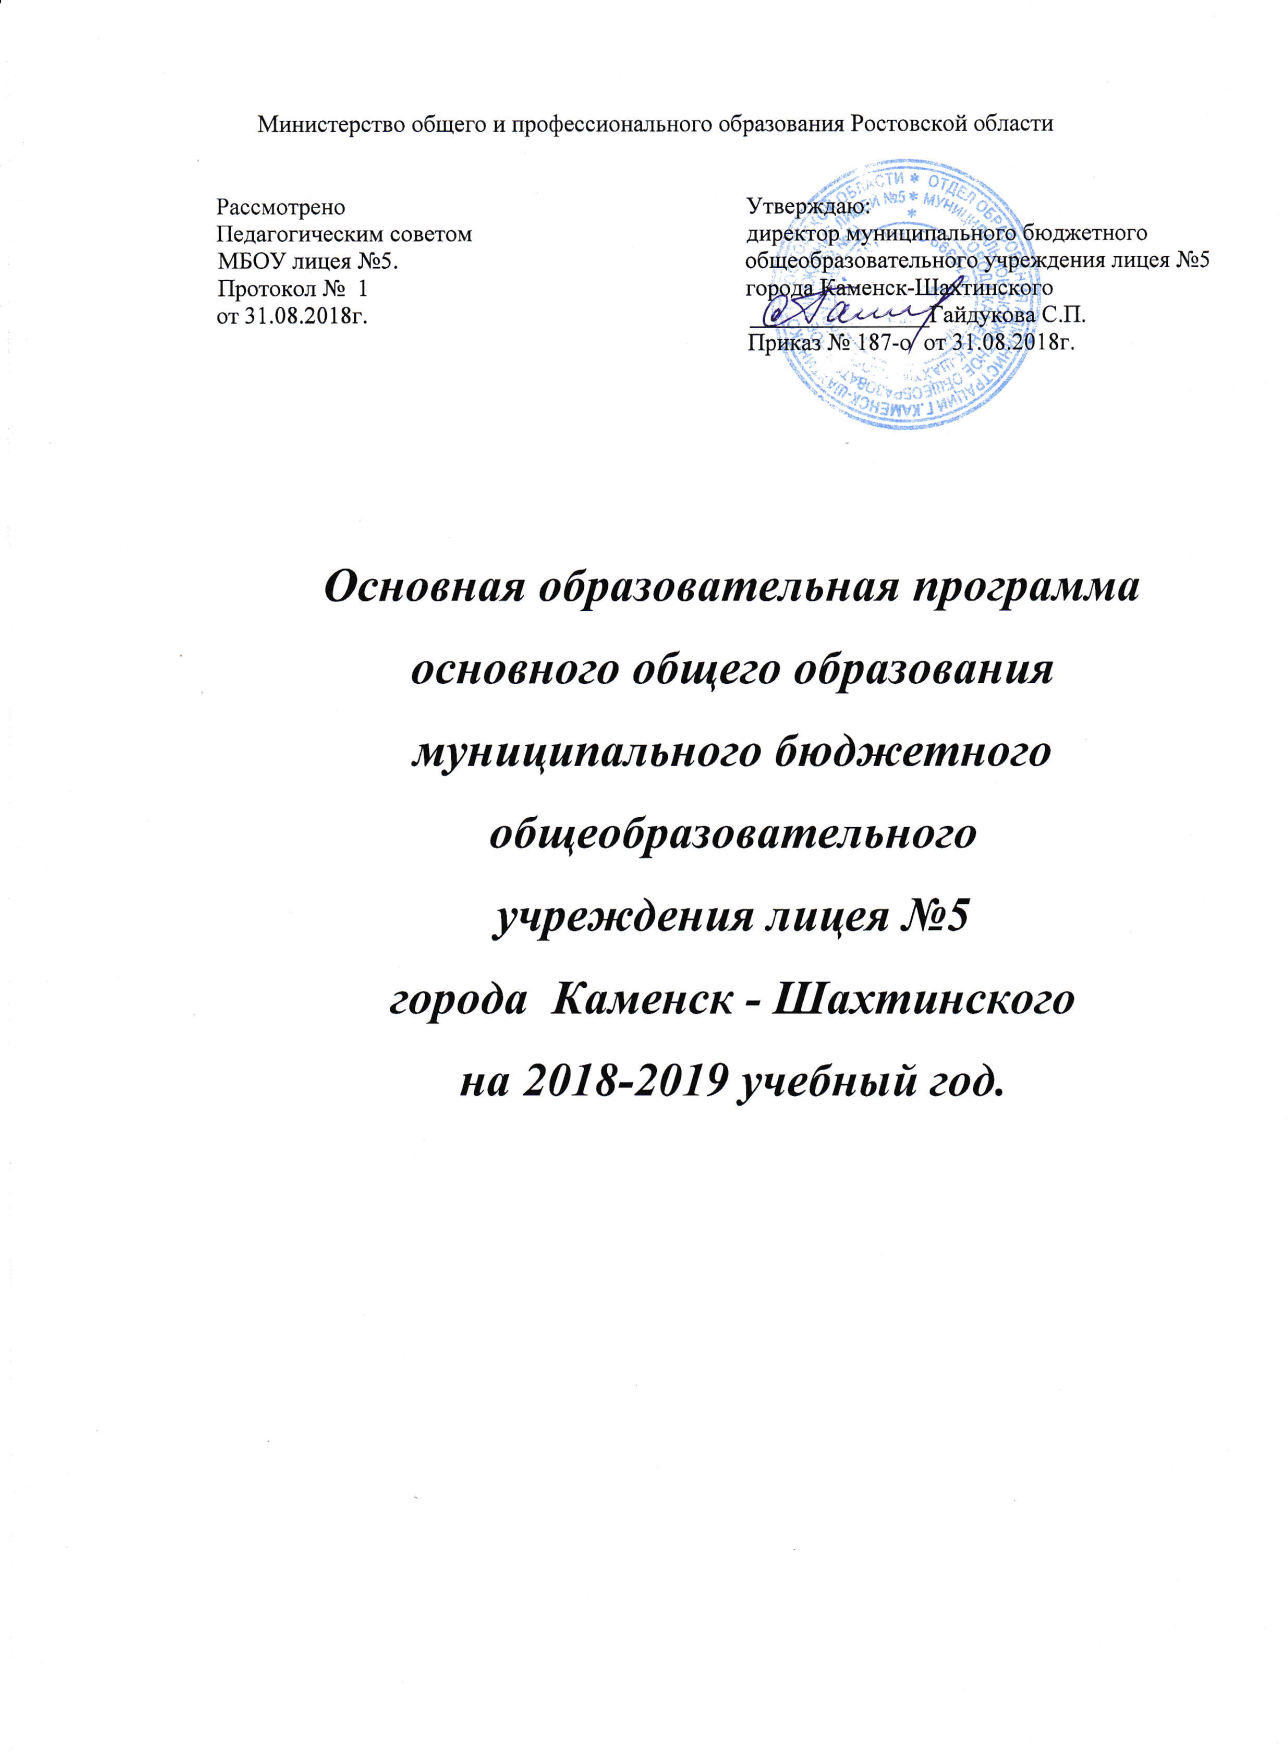 Министерство общего и профессионального образования Ростовской области
Рассмотрено
Педагогическим советом
МБОУ лицея №5.
Протокол № 1
от 31.08.2018г.
Утверждаю:
директор муниципального бюджетного
общеобразовательного учреждения лицея №5
города Каменск-Шахтинского
Гайдукова С.П.
Приказ № 187-о от 31.08.2018г.
Основная образовательная программа
основного общего образования
муниципального бюджетного
общеобразовательного
учреждения лицея №5
города Каменск - Шахтинского
на 2018-2019 учебный год.